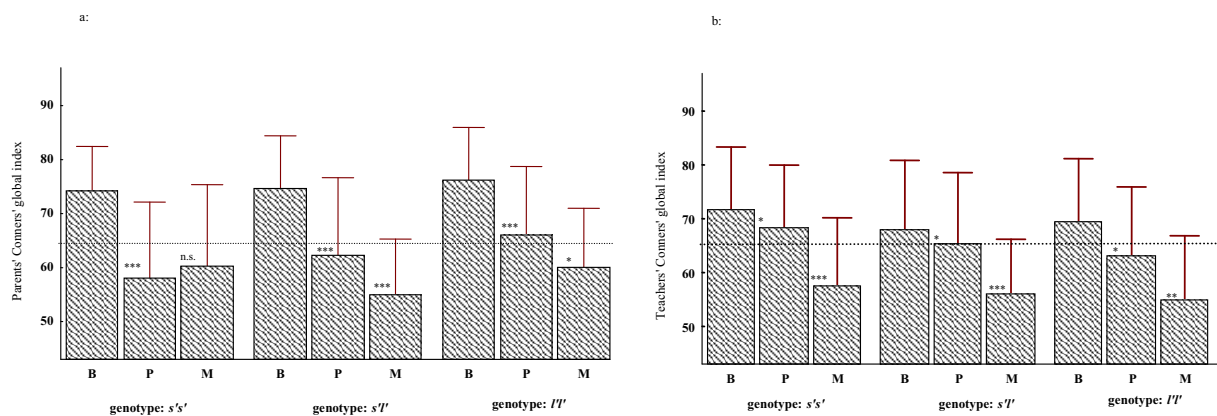 a:
Parents' Conners' global index
90
80
70
60
50
***
n.s.
***
***
***
*
B P M B P M B P M
genotype: s's' genotype: s'l' genotype: l'l'
b:
Teachers' Conners' global index
90
80
70
60
50
*
***
*
***
*
**
B P M B P M B P M
genotype: s's' genotype: s'l' genotype: l'l'